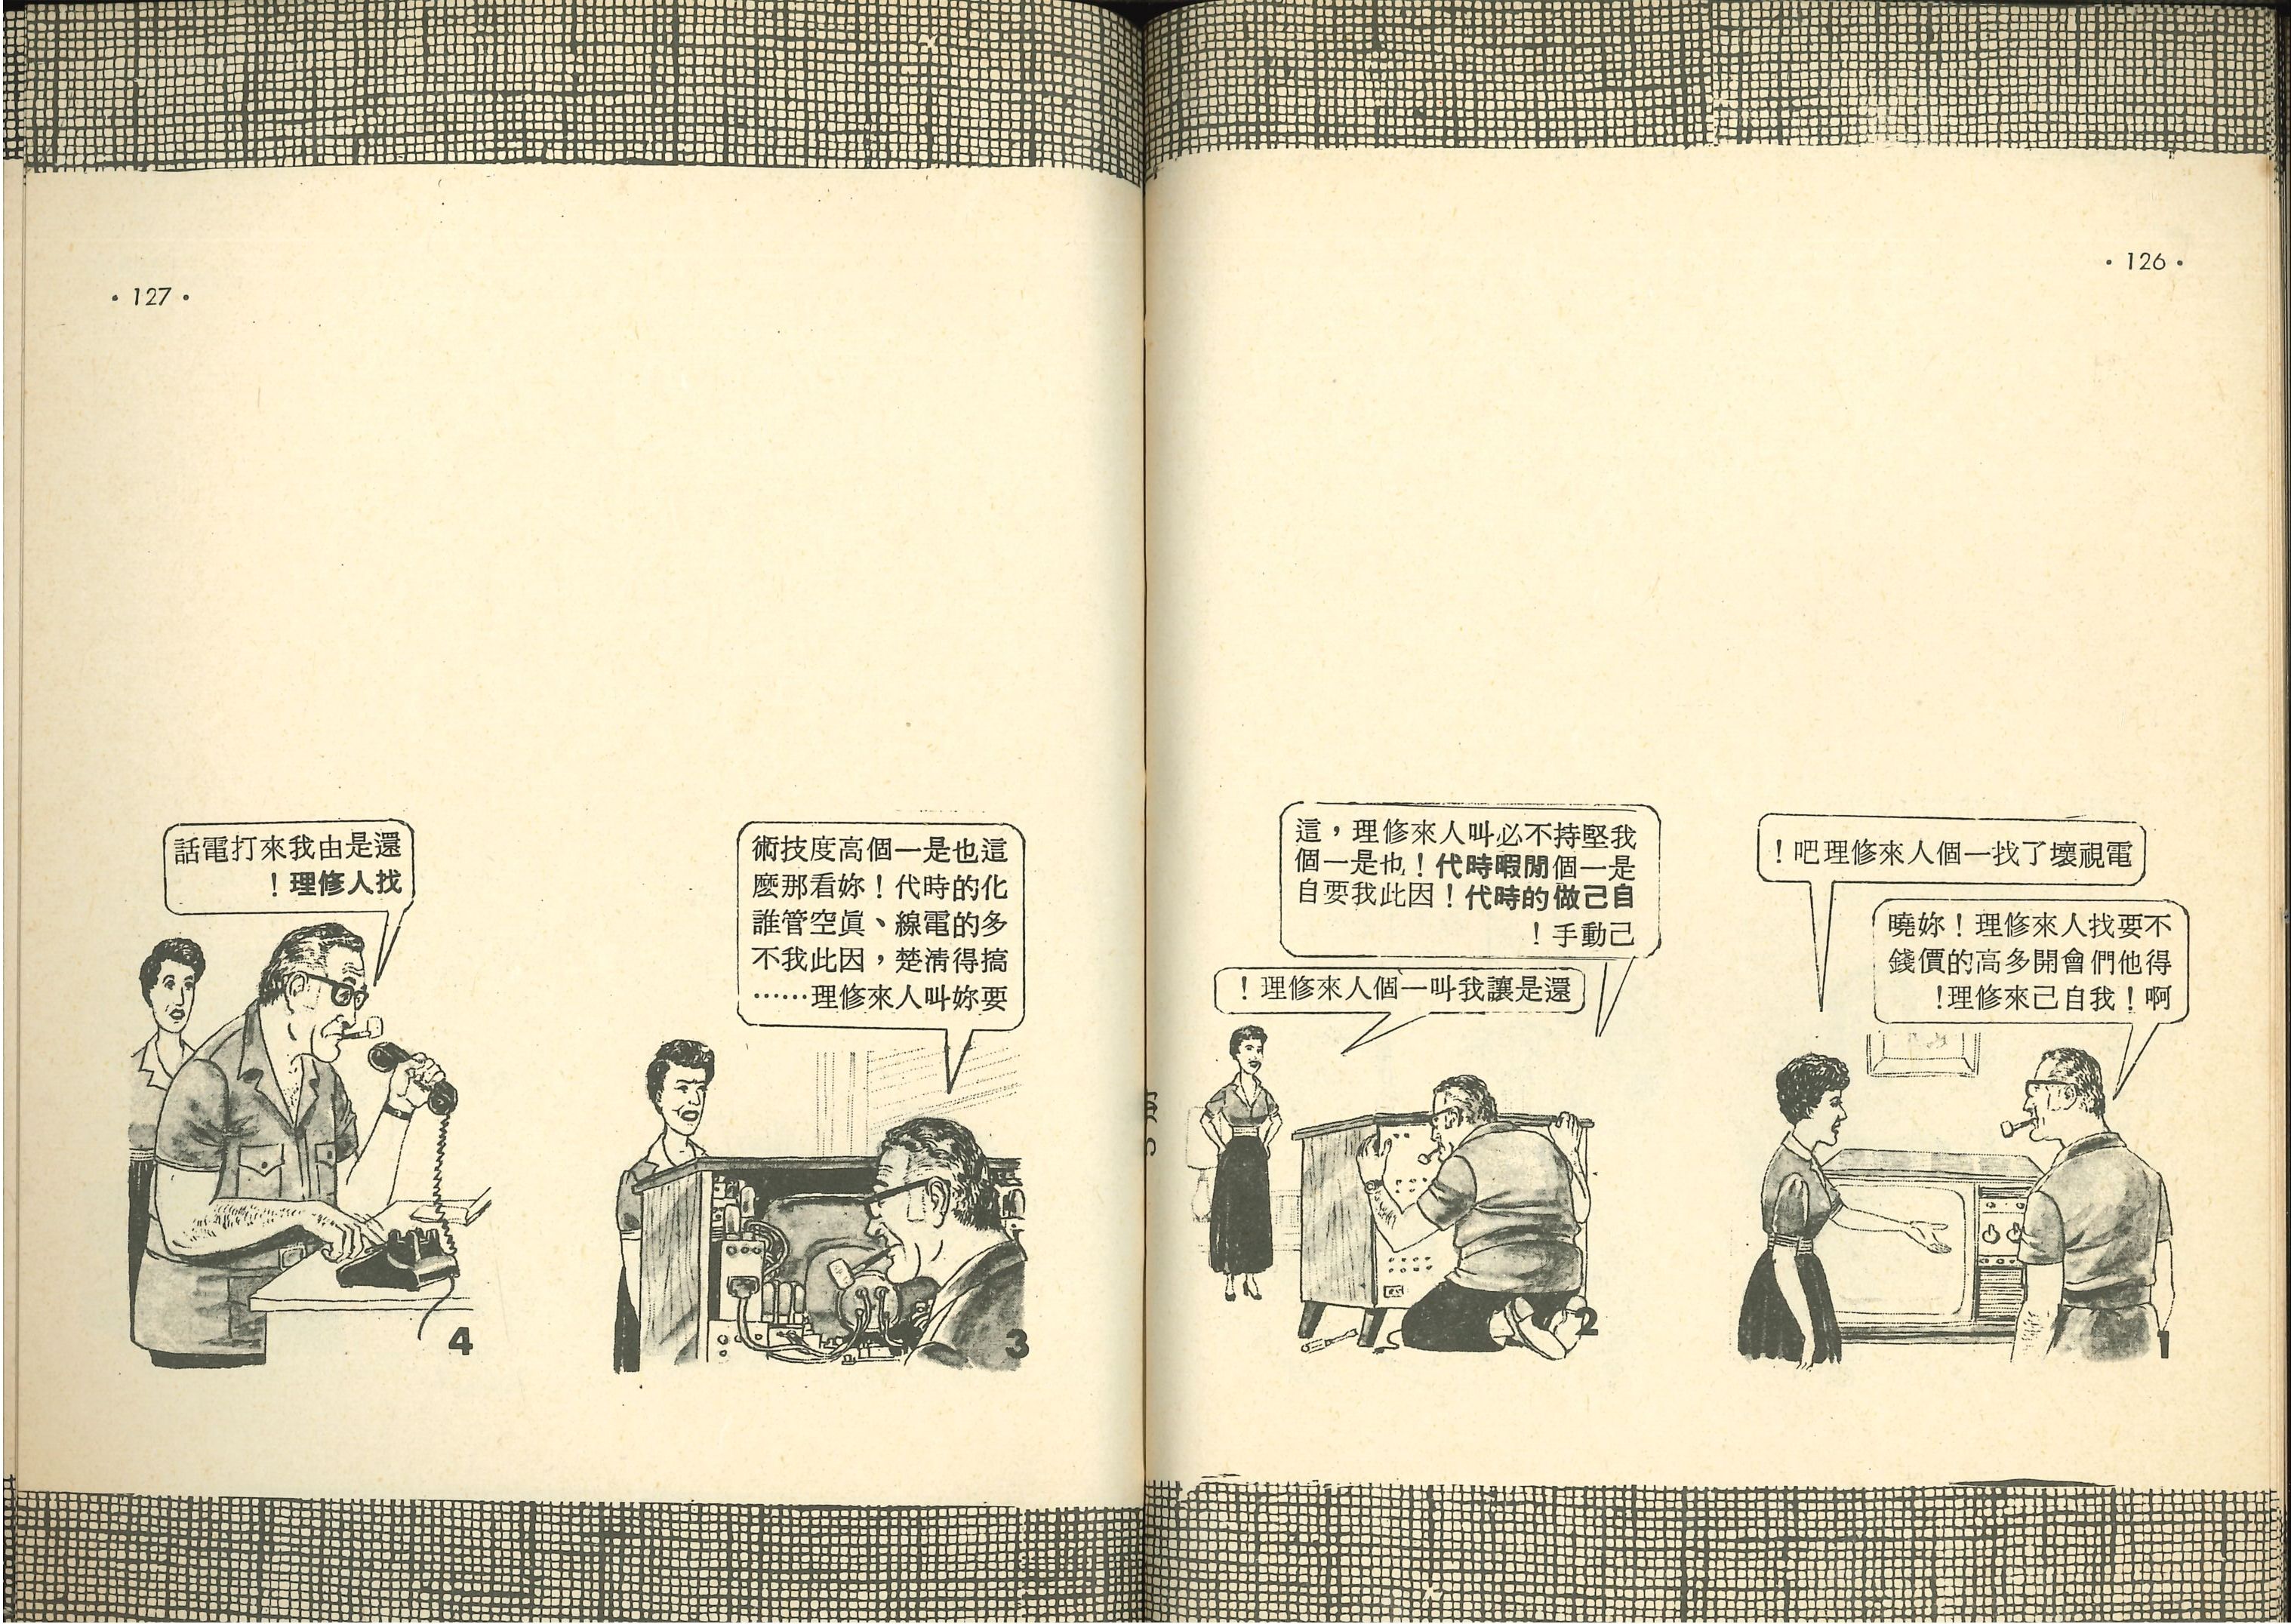 · 126 ·
電視壞了找一個人來修理吧！
不要找人來修理！妳曉
得他們會開多高的價錢
啊！我自己來修理！
我堅持不必叫人來修理，這
是一個閒暇時代！也是一個
自己做的時代！因此我要自
己動手！
還是讓我叫一個人來修理！
2
1
· 127 ·
這也是一個高度技術
化的時代！妳看那麼
多的電線、眞空管誰
搞得清楚，因此我不
要妳叫人來修理⋯⋯
3
還是由我來打電話
找人修理！
4